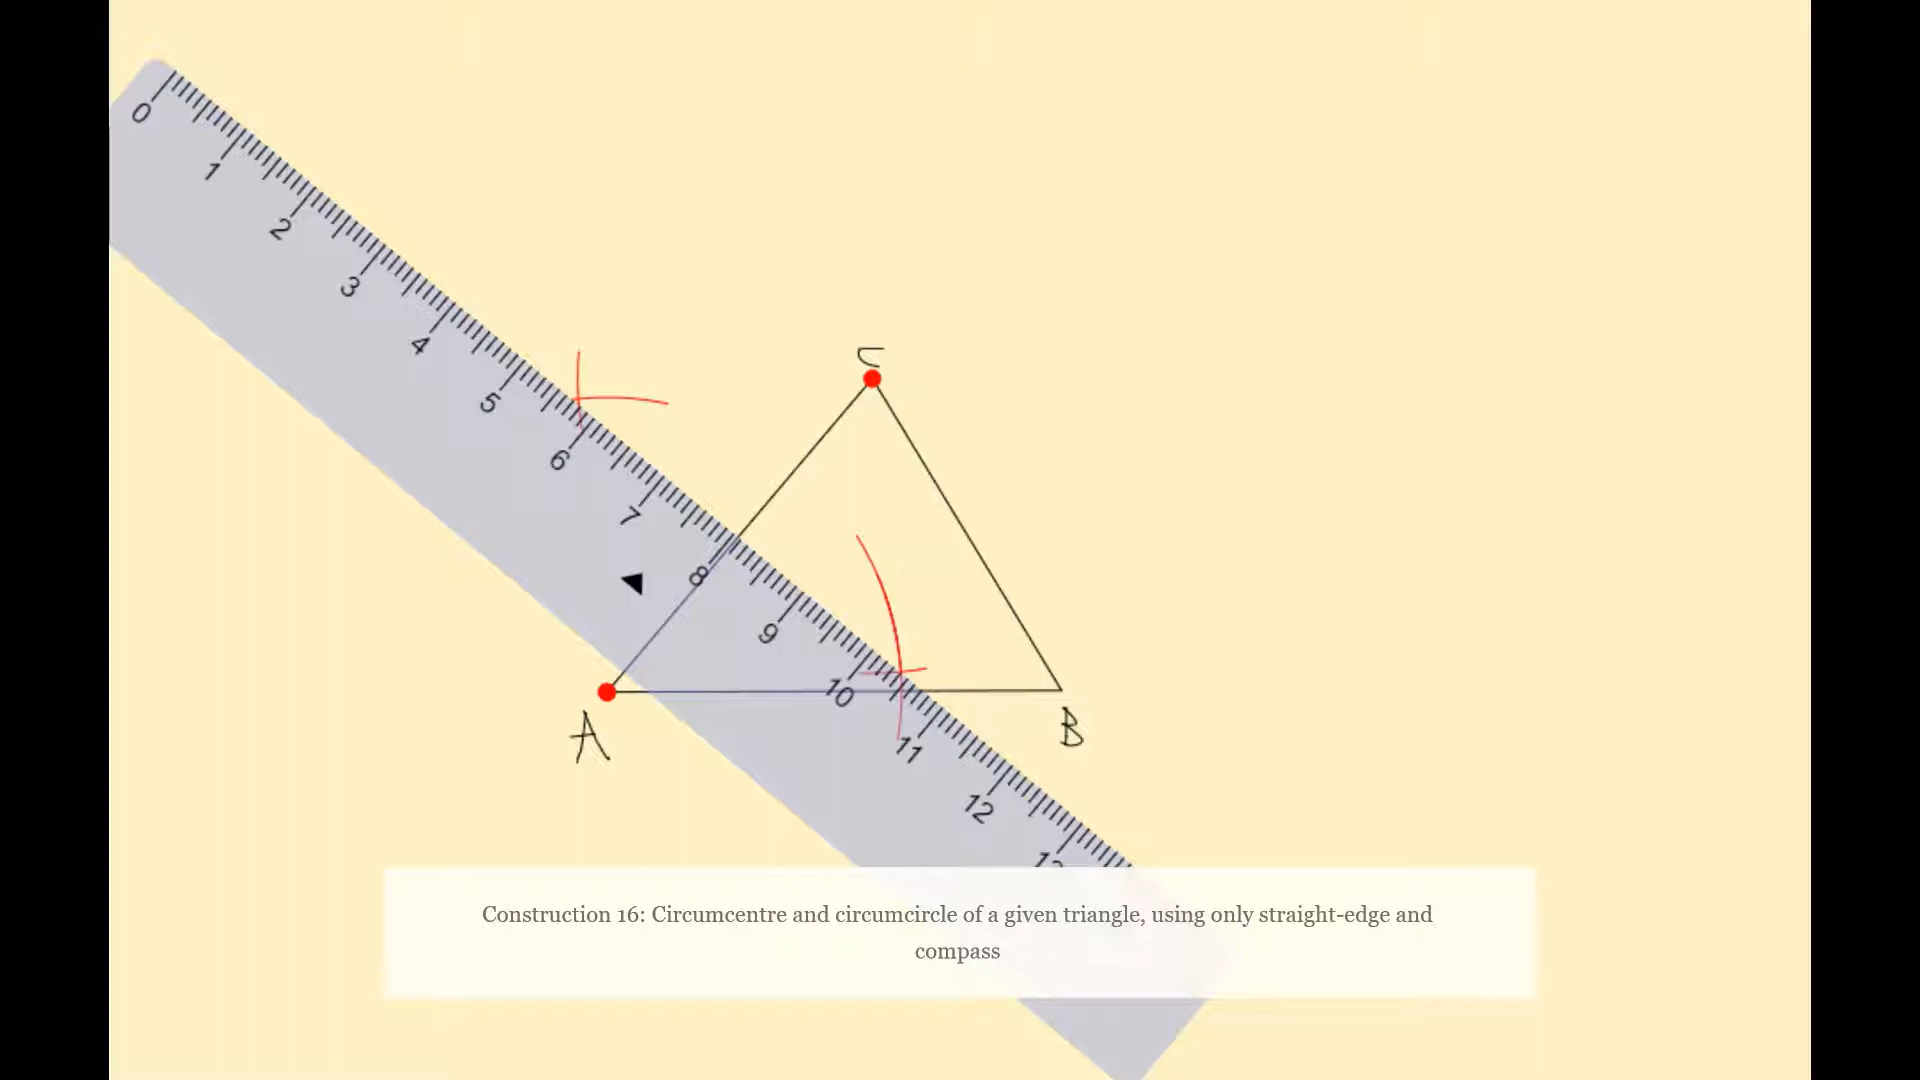 0
1
2
3
4
5
6
7
8
9
10
11
12
C
A
B
Construction 16: Circumcentre and circumcircle of a given triangle, using only straight-edge and
compass